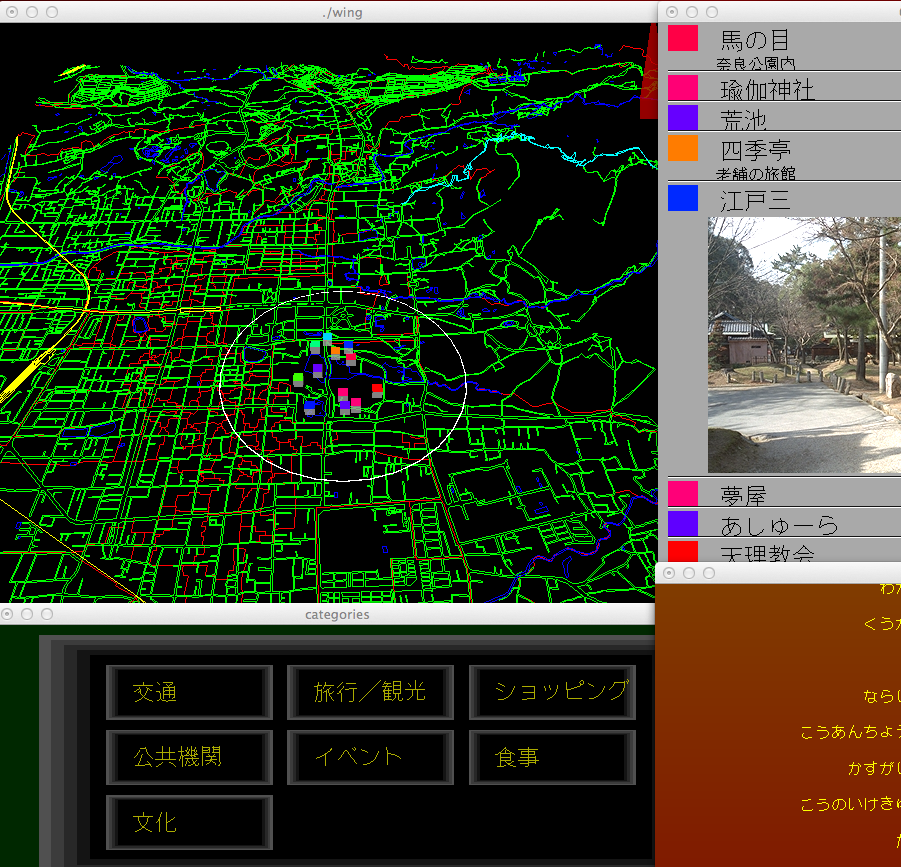 ./wing
馬の目
奈良公園内
瑜伽神社
荒池
四季亭
老舗の旅館
江戸三
夢屋
あしゅーら
天理教会
categories
交通
旅行／観光
ショッピング
公共機関
イベント
食事
文化
わた
くうか
ならし
こうあんちょう
かすがし
こうのいけきゅ